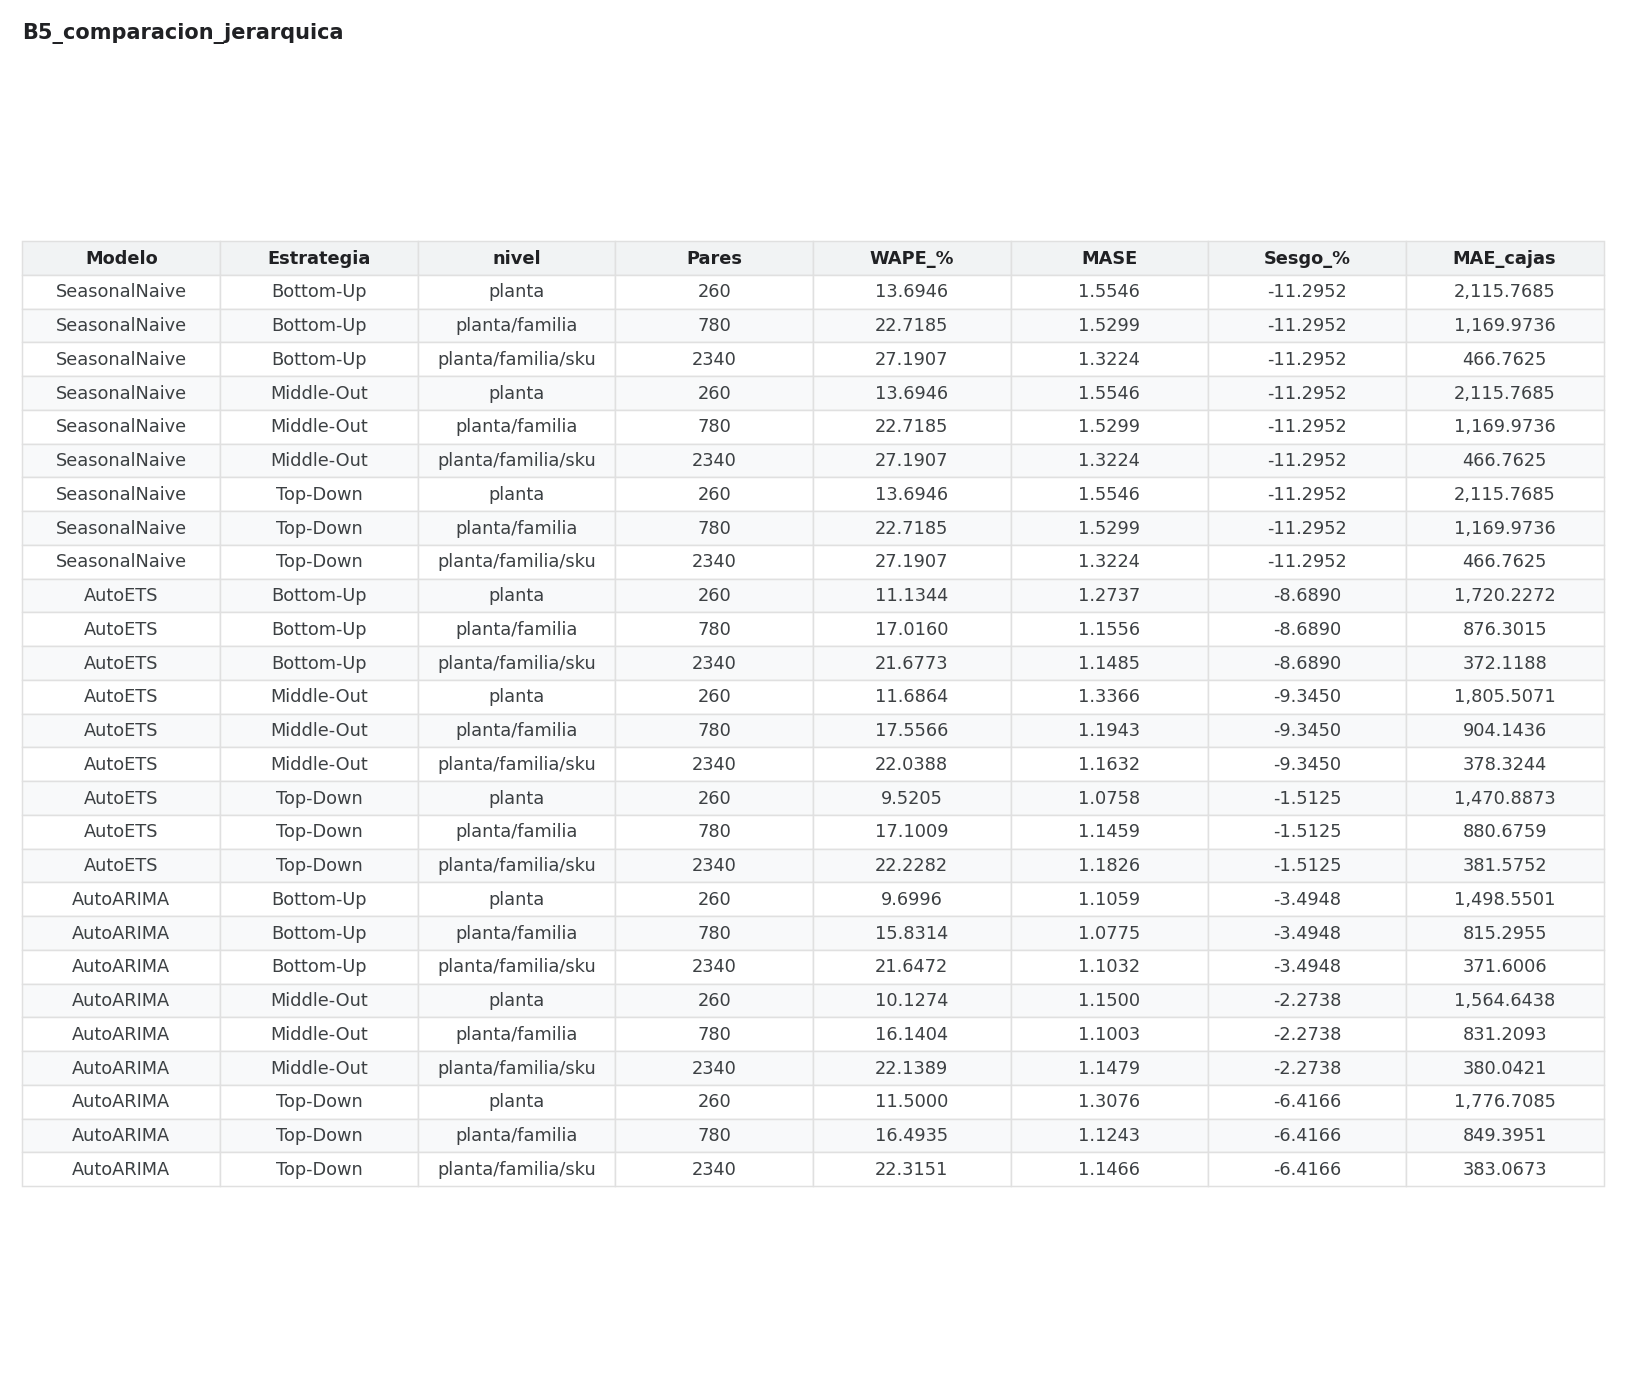 B5_comparacion_jerarquica
Modelo Estrategia nivel Pares WAPE_% MASE Sesgo_% MAE_cajas
SeasonalNaive Bottom-Up planta 260 13.6946 1.5546 -11.2952 2,115.7685
SeasonalNaive Bottom-Up planta/familia 780 22.7185 1.5299 -11.2952 1,169.9736
SeasonalNaive Bottom-Up planta/familia/sku 2340 27.1907 1.3224 -11.2952 466.7625
SeasonalNaive Middle-Out planta 260 13.6946 1.5546 -11.2952 2,115.7685
SeasonalNaive Middle-Out planta/familia 780 22.7185 1.5299 -11.2952 1,169.9736
SeasonalNaive Middle-Out planta/familia/sku 2340 27.1907 1.3224 -11.2952 466.7625
SeasonalNaive Top-Down planta 260 13.6946 1.5546 -11.2952 2,115.7685
SeasonalNaive Top-Down planta/familia 780 22.7185 1.5299 -11.2952 1,169.9736
SeasonalNaive Top-Down planta/familia/sku 2340 27.1907 1.3224 -11.2952 466.7625
AutoETS Bottom-Up planta 260 11.1344 1.2737 -8.6890 1,720.2272
AutoETS Bottom-Up planta/familia 780 17.0160 1.1556 -8.6890 876.3015
AutoETS Bottom-Up planta/familia/sku 2340 21.6773 1.1485 -8.6890 372.1188
AutoETS Middle-Out planta 260 11.6864 1.3366 -9.3450 1,805.5071
AutoETS Middle-Out planta/familia 780 17.5566 1.1943 -9.3450 904.1436
AutoETS Middle-Out planta/familia/sku 2340 22.0388 1.1632 -9.3450 378.3244
AutoETS Top-Down planta 260 9.5205 1.0758 -1.5125 1,470.8873
AutoETS Top-Down planta/familia 780 17.1009 1.1459 -1.5125 880.6759
AutoETS Top-Down planta/familia/sku 2340 22.2282 1.1826 -1.5125 381.5752
AutoARIMA Bottom-Up planta 260 9.6996 1.1059 -3.4948 1,498.5501
AutoARIMA Bottom-Up planta/familia 780 15.8314 1.0775 -3.4948 815.2955
AutoARIMA Bottom-Up planta/familia/sku 2340 21.6472 1.1032 -3.4948 371.6006
AutoARIMA Middle-Out planta 260 10.1274 1.1500 -2.2738 1,564.6438
AutoARIMA Middle-Out planta/familia 780 16.1404 1.1003 -2.2738 831.2093
AutoARIMA Middle-Out planta/familia/sku 2340 22.1389 1.1479 -2.2738 380.0421
AutoARIMA Top-Down planta 260 11.5000 1.3076 -6.4166 1,776.7085
AutoARIMA Top-Down planta/familia 780 16.4935 1.1243 -6.4166 849.3951
AutoARIMA Top-Down planta/familia/sku 2340 22.3151 1.1466 -6.4166 383.0673